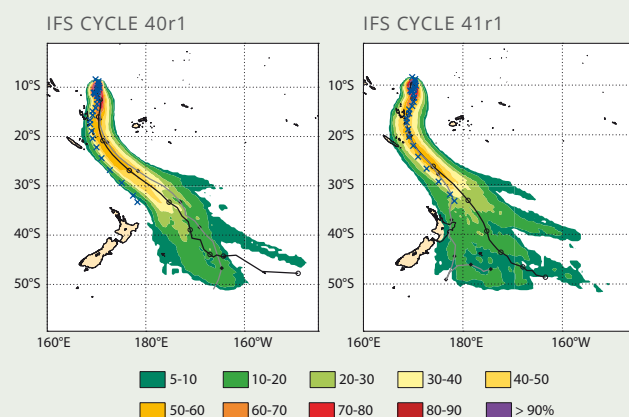 IFS CYCLE 40r1
IFS CYCLE 41r1
10°S
20°S
30°S
40°S
50°S
160°E
180°E
160°W
10°S
20°S
30°S
40°S
50°S
160°E
180°E
160°W
5-10
10-20
20-30
30-40
40-50
50-60
60-70
70-80
80-90
> 90%